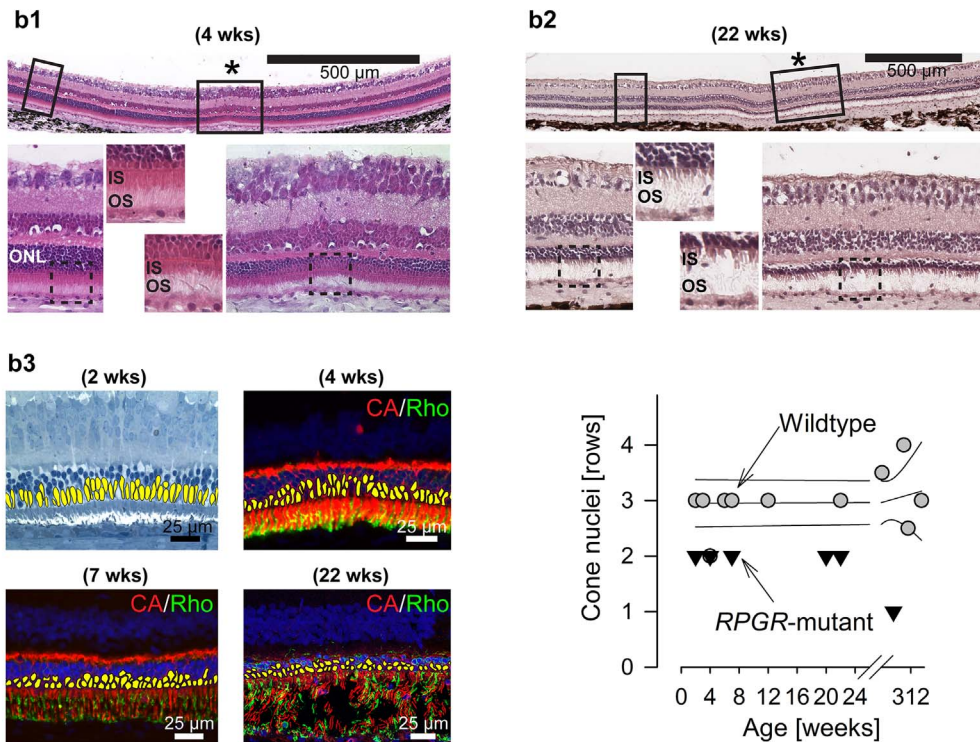 b1
(4 wks)
*
500 µm
IS
OS
ONL
IS
OS
b2
(22 wks)
*
500 µm
IS
OS
IS
OS
b3
(2 wks)
25 µm
(4 wks)
CA/Rho
25 µm
(7 wks)
CA/Rho
25 µm
(22 wks)
CA/Rho
25 µm
Cone nuclei [rows]
4
3
2
1
0
Wildtype
RPGR-mutant
0 4 8 12 20 24 312
Age [weeks]